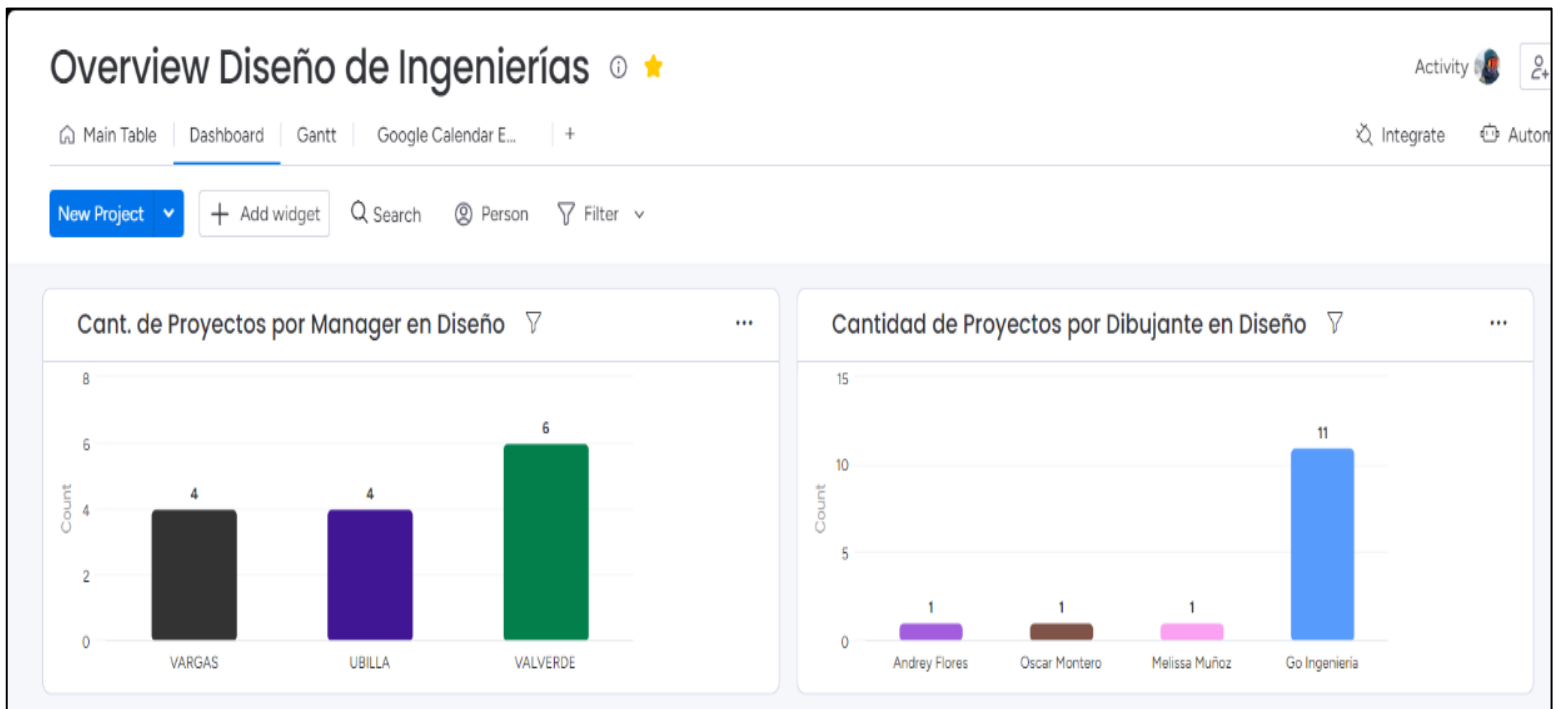 Overview Diseño de Ingenierías
Activity
Main Table Dashboard Gantt Google Calendar E... +
Integrate Autom
New Project + Add widget Search Person Filter
Cant. de Proyectos por Manager en Diseño
8
6
4
2
0
Count
4
4
6
VARGAS UBILLA VALVERDE
Cantidad de Proyectos por Dibujante en Diseño
15
10
5
0
Count
1
1
1
11
Andrey Flores Oscar Montero Melissa Muñoz Go Ingenieria